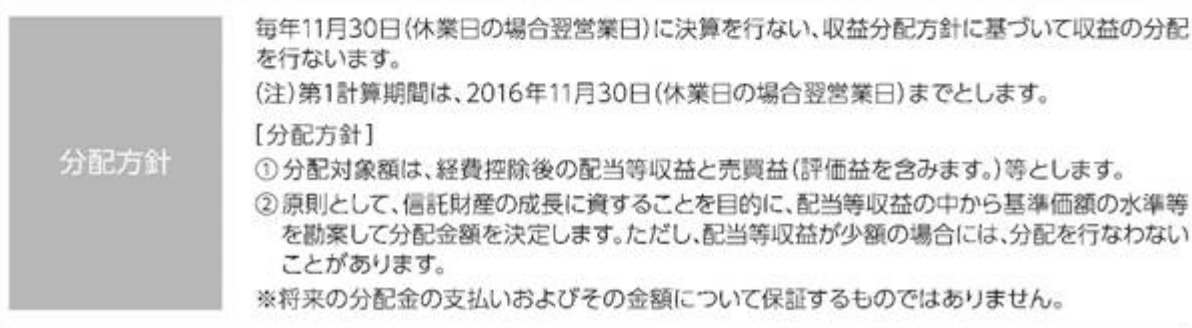 分配方針
毎年11月30日(休業日の場合翌営業日)に決算を行ない、収益分配方針に基づいて収益の分配
を行ないます。
(注)第1計算期間は、2016年11月30日(休業日の場合翌営業日)までとします。
[分配方針]
①分配対象額は、経費控除後の配当等収益と売買益(評価益を含みます。)等とします。
②原則として、信託財産の成長に資することを目的に、配当等収益の中から基準価額の水準等
を勘案して分配金額を決定します。ただし、配当等収益が少額の場合には、分配を行なわない
ことがあります。
※将来の分配金の支払いおよびその金額について保証するものではありません。